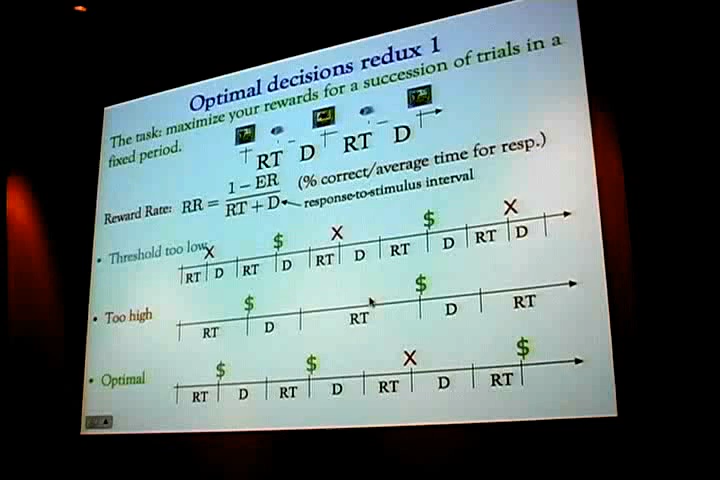 Optimal decisions redux 1
The task: maximize your rewards for a succession of trials in a
fixed period.
RT D RT D
Reward Rate: RR = 1 – ER / RT + D (% correct/average time for resp.)
response-to-stimulus interval
• Threshold too low
X $ X $ X
RT D RT D RT D RT D RT D
• Too high
$ $
RT D RT D RT
• Optimal
$ $ X $
RT D RT D RT D RT